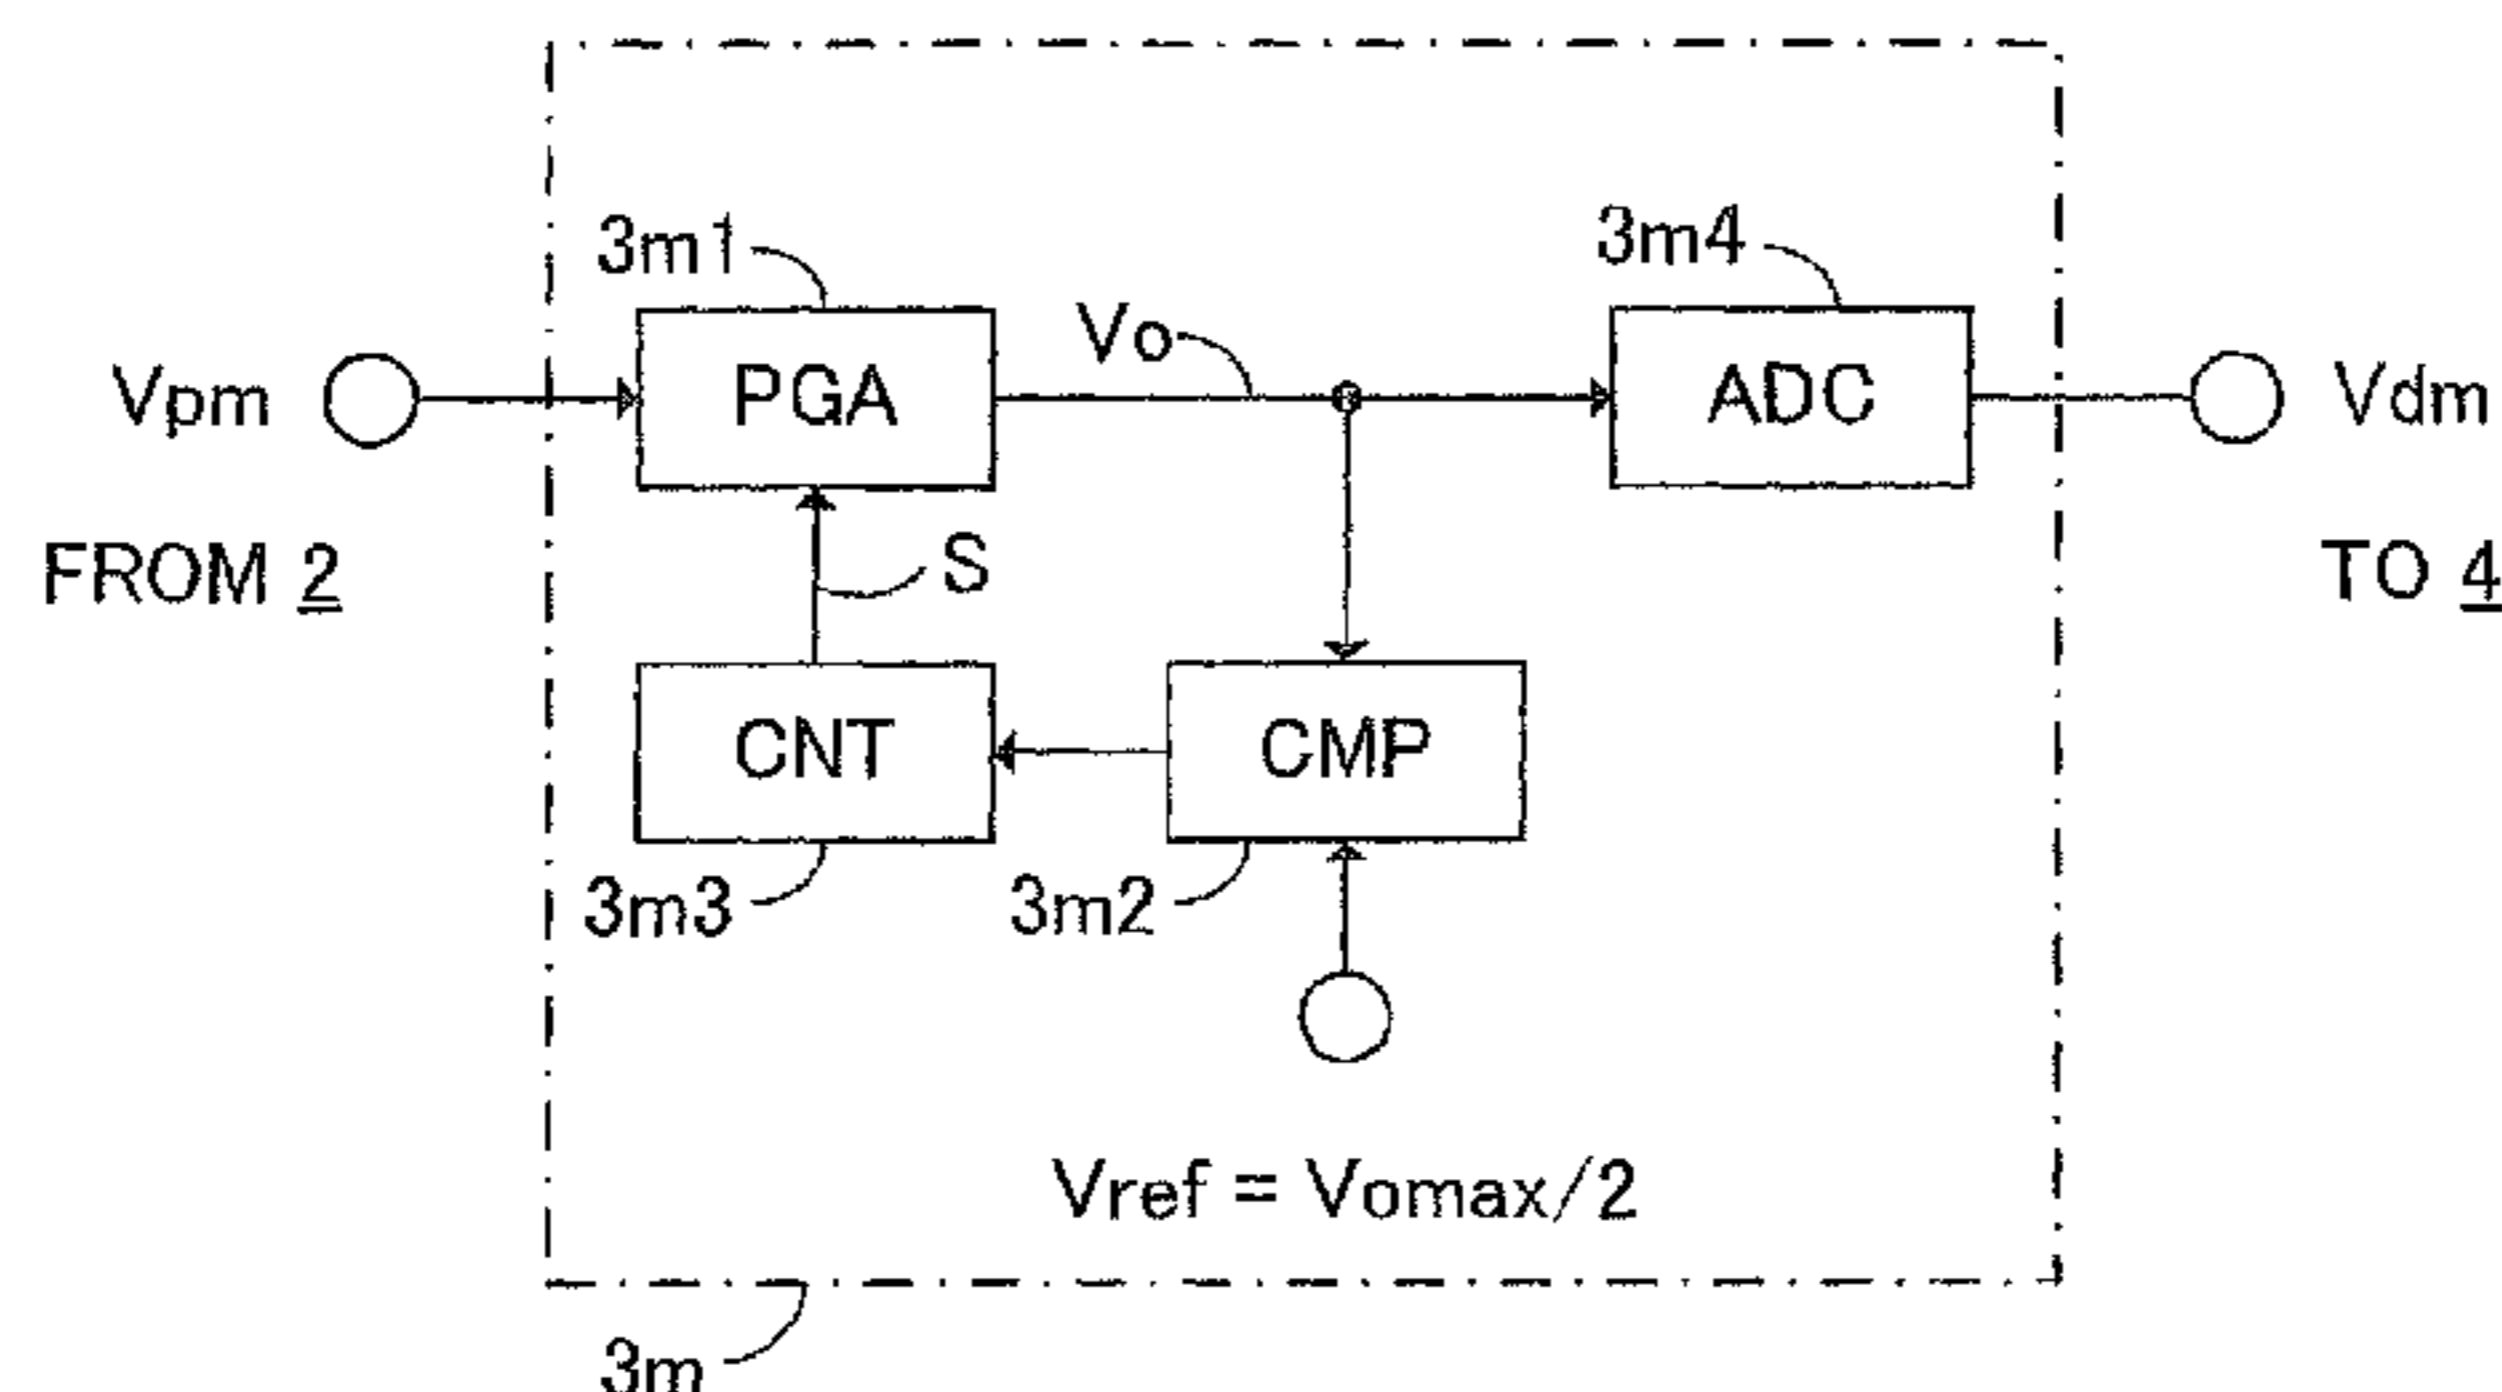 3m1
3m4
Vo
Vpm
PGA
ADC
Vdm
FROM 2
S
TO 4
CNT
CMP
3m3
3m2
Vref = Vomax/2
3m